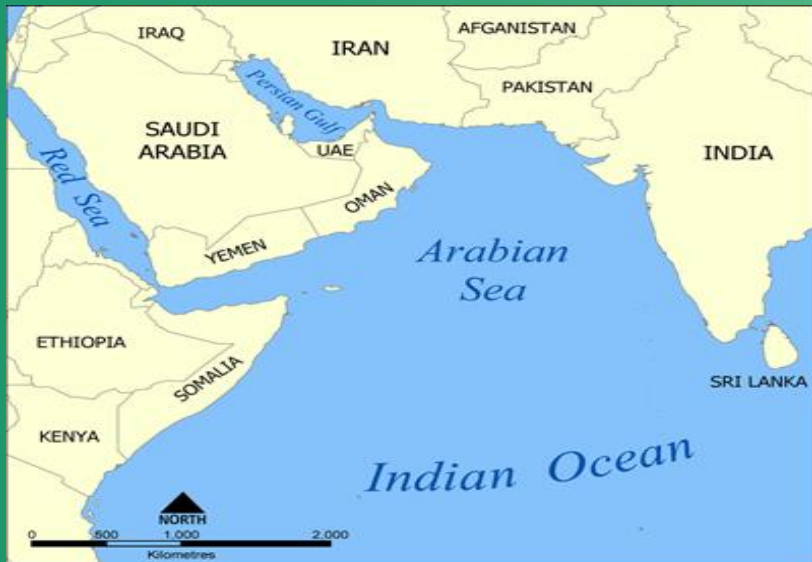 IRAQ
IRAN
AFGHANISTAN
PAKISTAN
Persian Gulf
SAUDI
ARABIA
UAE
INDIA
Red Sea
OMAN
YEMEN
Arabian
Sea
ETHIOPIA
SOMALIA
SRI LANKA
KENYA
Indian Ocean
NORTH
0 500 1,000 2,000
Kilometres